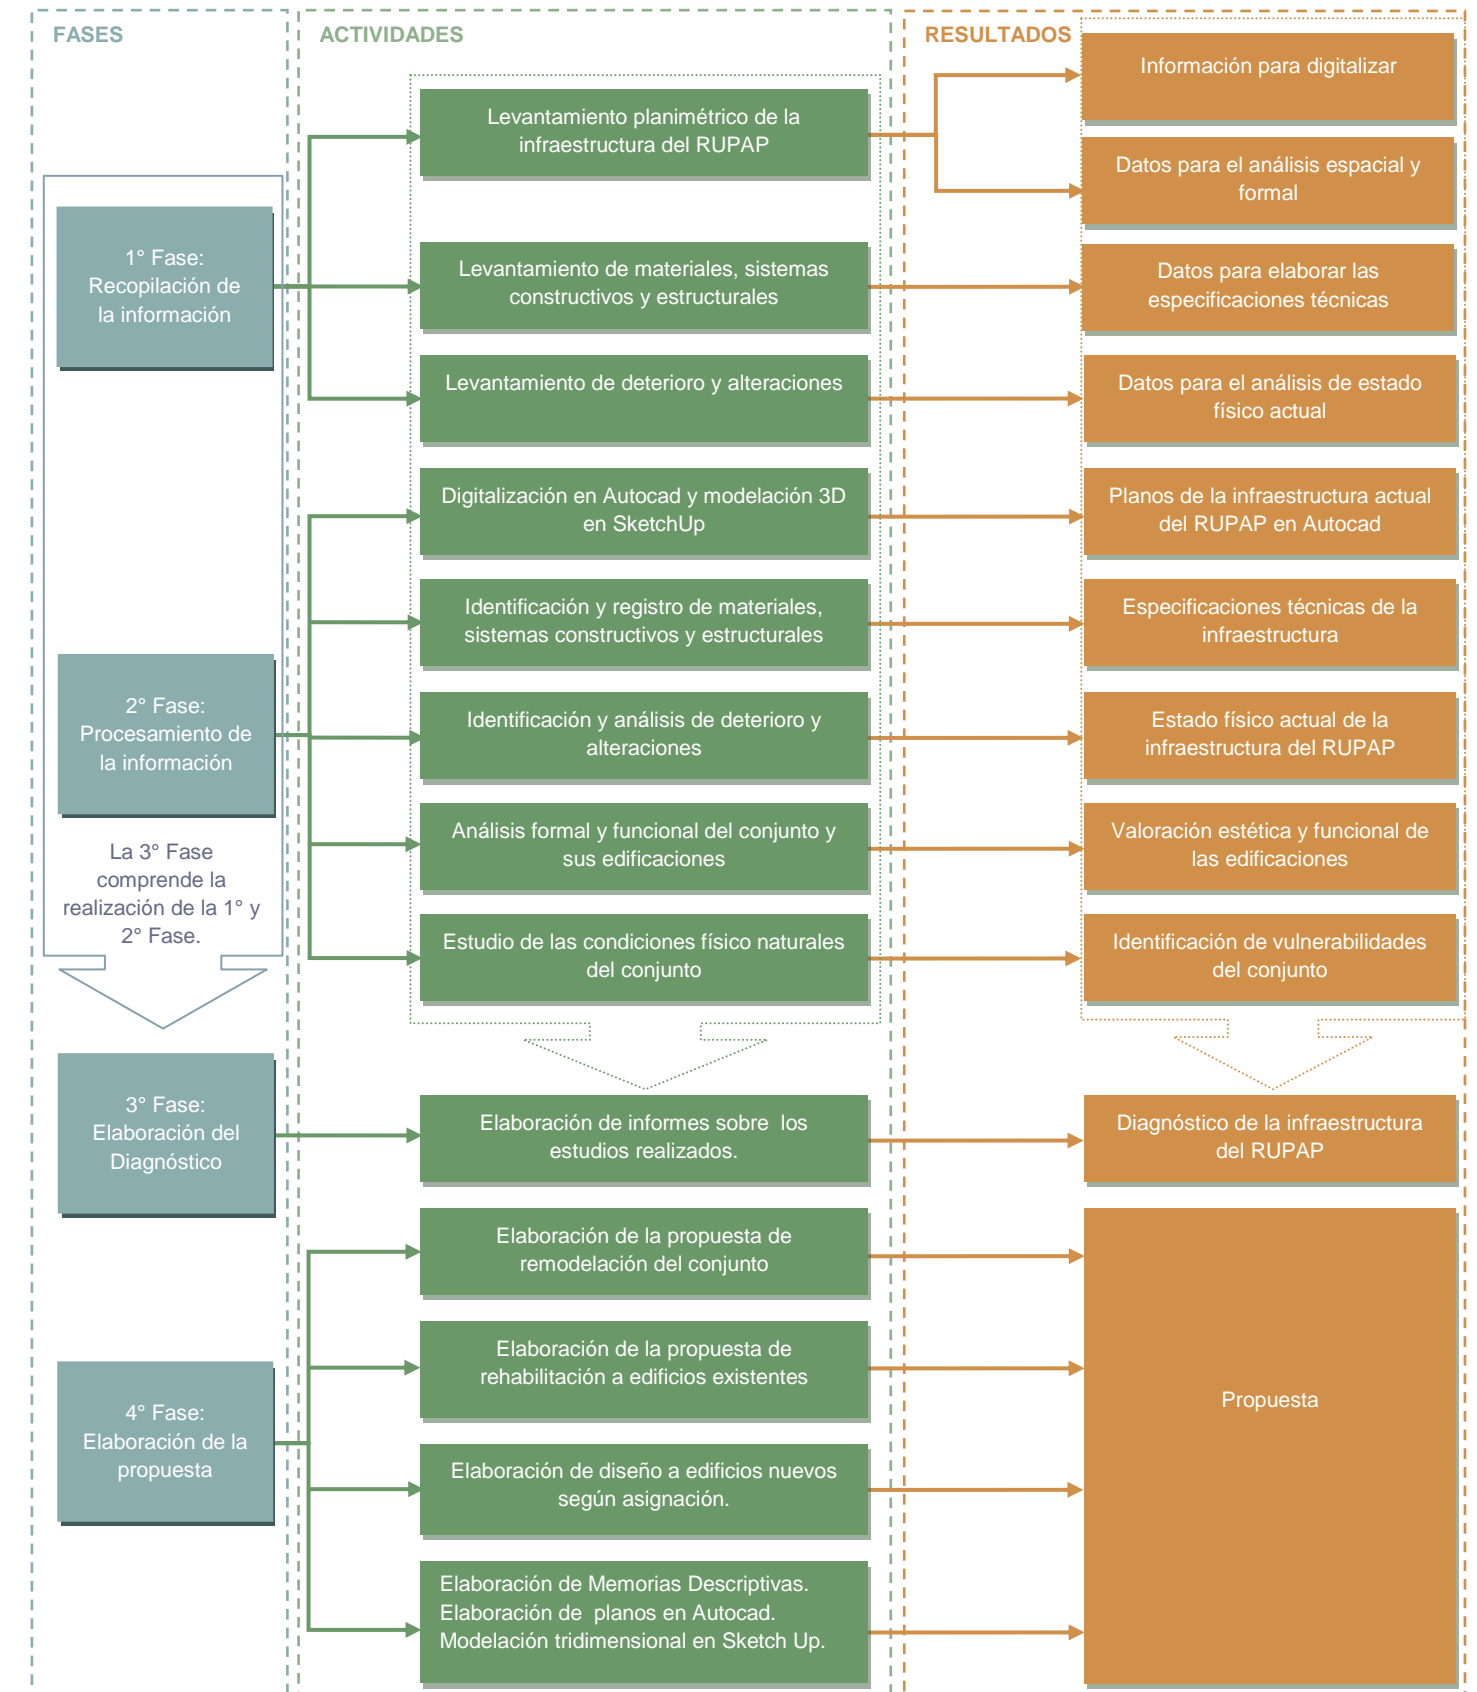 FASES
ACTIVIDADES
RESULTADOS
1° Fase:
Recopilación de
la información
Levantamiento planimétrico de la
infraestructura del RUPAP
Información para digitalizar
Datos para el análisis espacial y
formal
Levantamiento de materiales, sistemas
constructivos y estructurales
Datos para elaborar las
especificaciones técnicas
Levantamiento de deterioro y alteraciones
Datos para el análisis de estado
físico actual
2° Fase:
Procesamiento de
la información
Digitalización en Autocad y modelación 3D
en SketchUp
Planos de la infraestructura actual
del RUPAP en Autocad
Identificación y registro de materiales,
sistemas constructivos y estructurales
Especificaciones técnicas de la
infraestructura
Identificación y análisis de deterioro y
alteraciones
Estado físico actual de la
infraestructura del RUPAP
Análisis formal y funcional del conjunto y
sus edificaciones
Valoración estética y funcional de
las edificaciones
Estudio de las condiciones físico naturales
del conjunto
Identificación de vulnerabilidades
del conjunto
La 3° Fase
comprende la
realización de la 1° y
2° Fase.
3° Fase:
Elaboración del
Diagnóstico
Elaboración de informes sobre  los
estudios realizados.
Diagnóstico de la infraestructura
del RUPAP
4° Fase:
Elaboración de la
propuesta
Elaboración de la propuesta de
remodelación del conjunto
Elaboración de la propuesta de
rehabilitación a edificios existentes
Elaboración de diseño a edificios nuevos
según asignación.
Elaboración de Memorias Descriptivas.
Elaboración de  planos en Autocad.
Modelación tridimensional en Sketch Up.
Propuesta